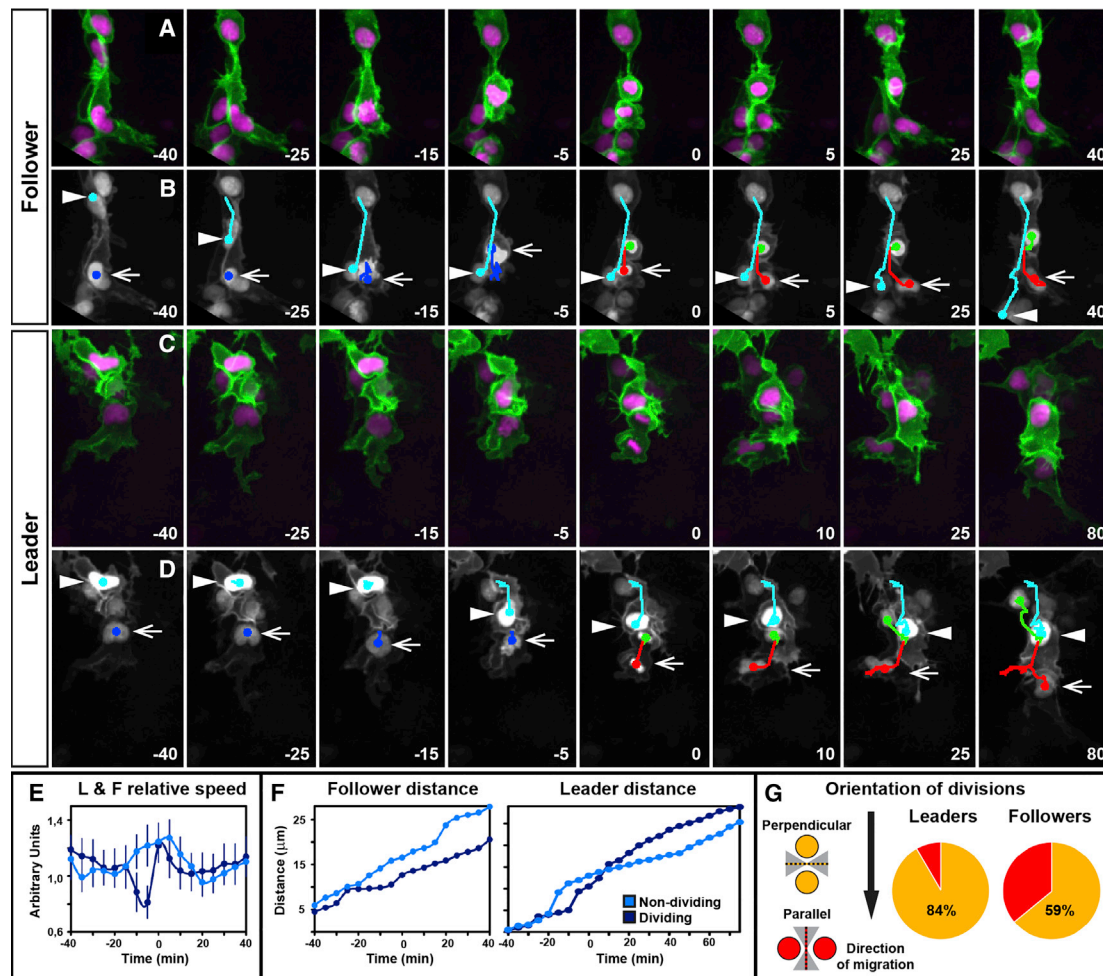 Follower
A
-40 -25 -15 -5 0 5 25 40
B
-40 -25 -15 -5 0 5 25 40
Leader
C
-40 -25 -15 -5 0 10 25 80
D
-40 -25 -15 -5 0 10 25 80
E L & F relative speed
1,4
1,0
0,6
Arbitrary Units
-40 -20 0 20 40
Time (min)
F Follower distance
25
15
5
Distance (μm)
-40 -20 0 20 40
Time (min)
Leader distance
Non-dividing
Dividing
-40 -20 0 20 40 60
Time (min)
G Orientation of divisions
Perpendicular
Parallel
Direction of migration
Leaders
84%
Followers
59%